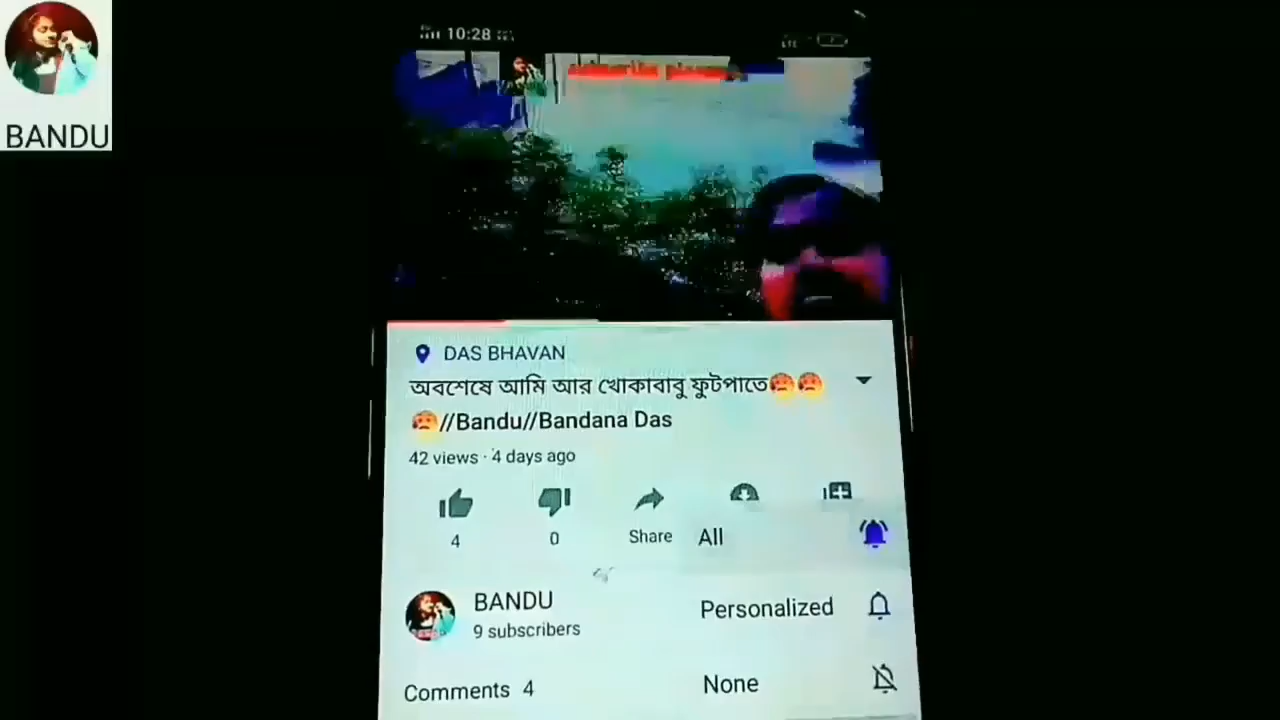 BANDU
10:28
LTE
DAS BHAVAN
অবশেষে আমি আর খোকাবাবু ফুটপাতে🥵🥵
🥵//Bandu//Bandana Das
42 views · 4 days ago
4
0
Share
All
BANDU
9 subscribers
Personalized
Comments 4
None